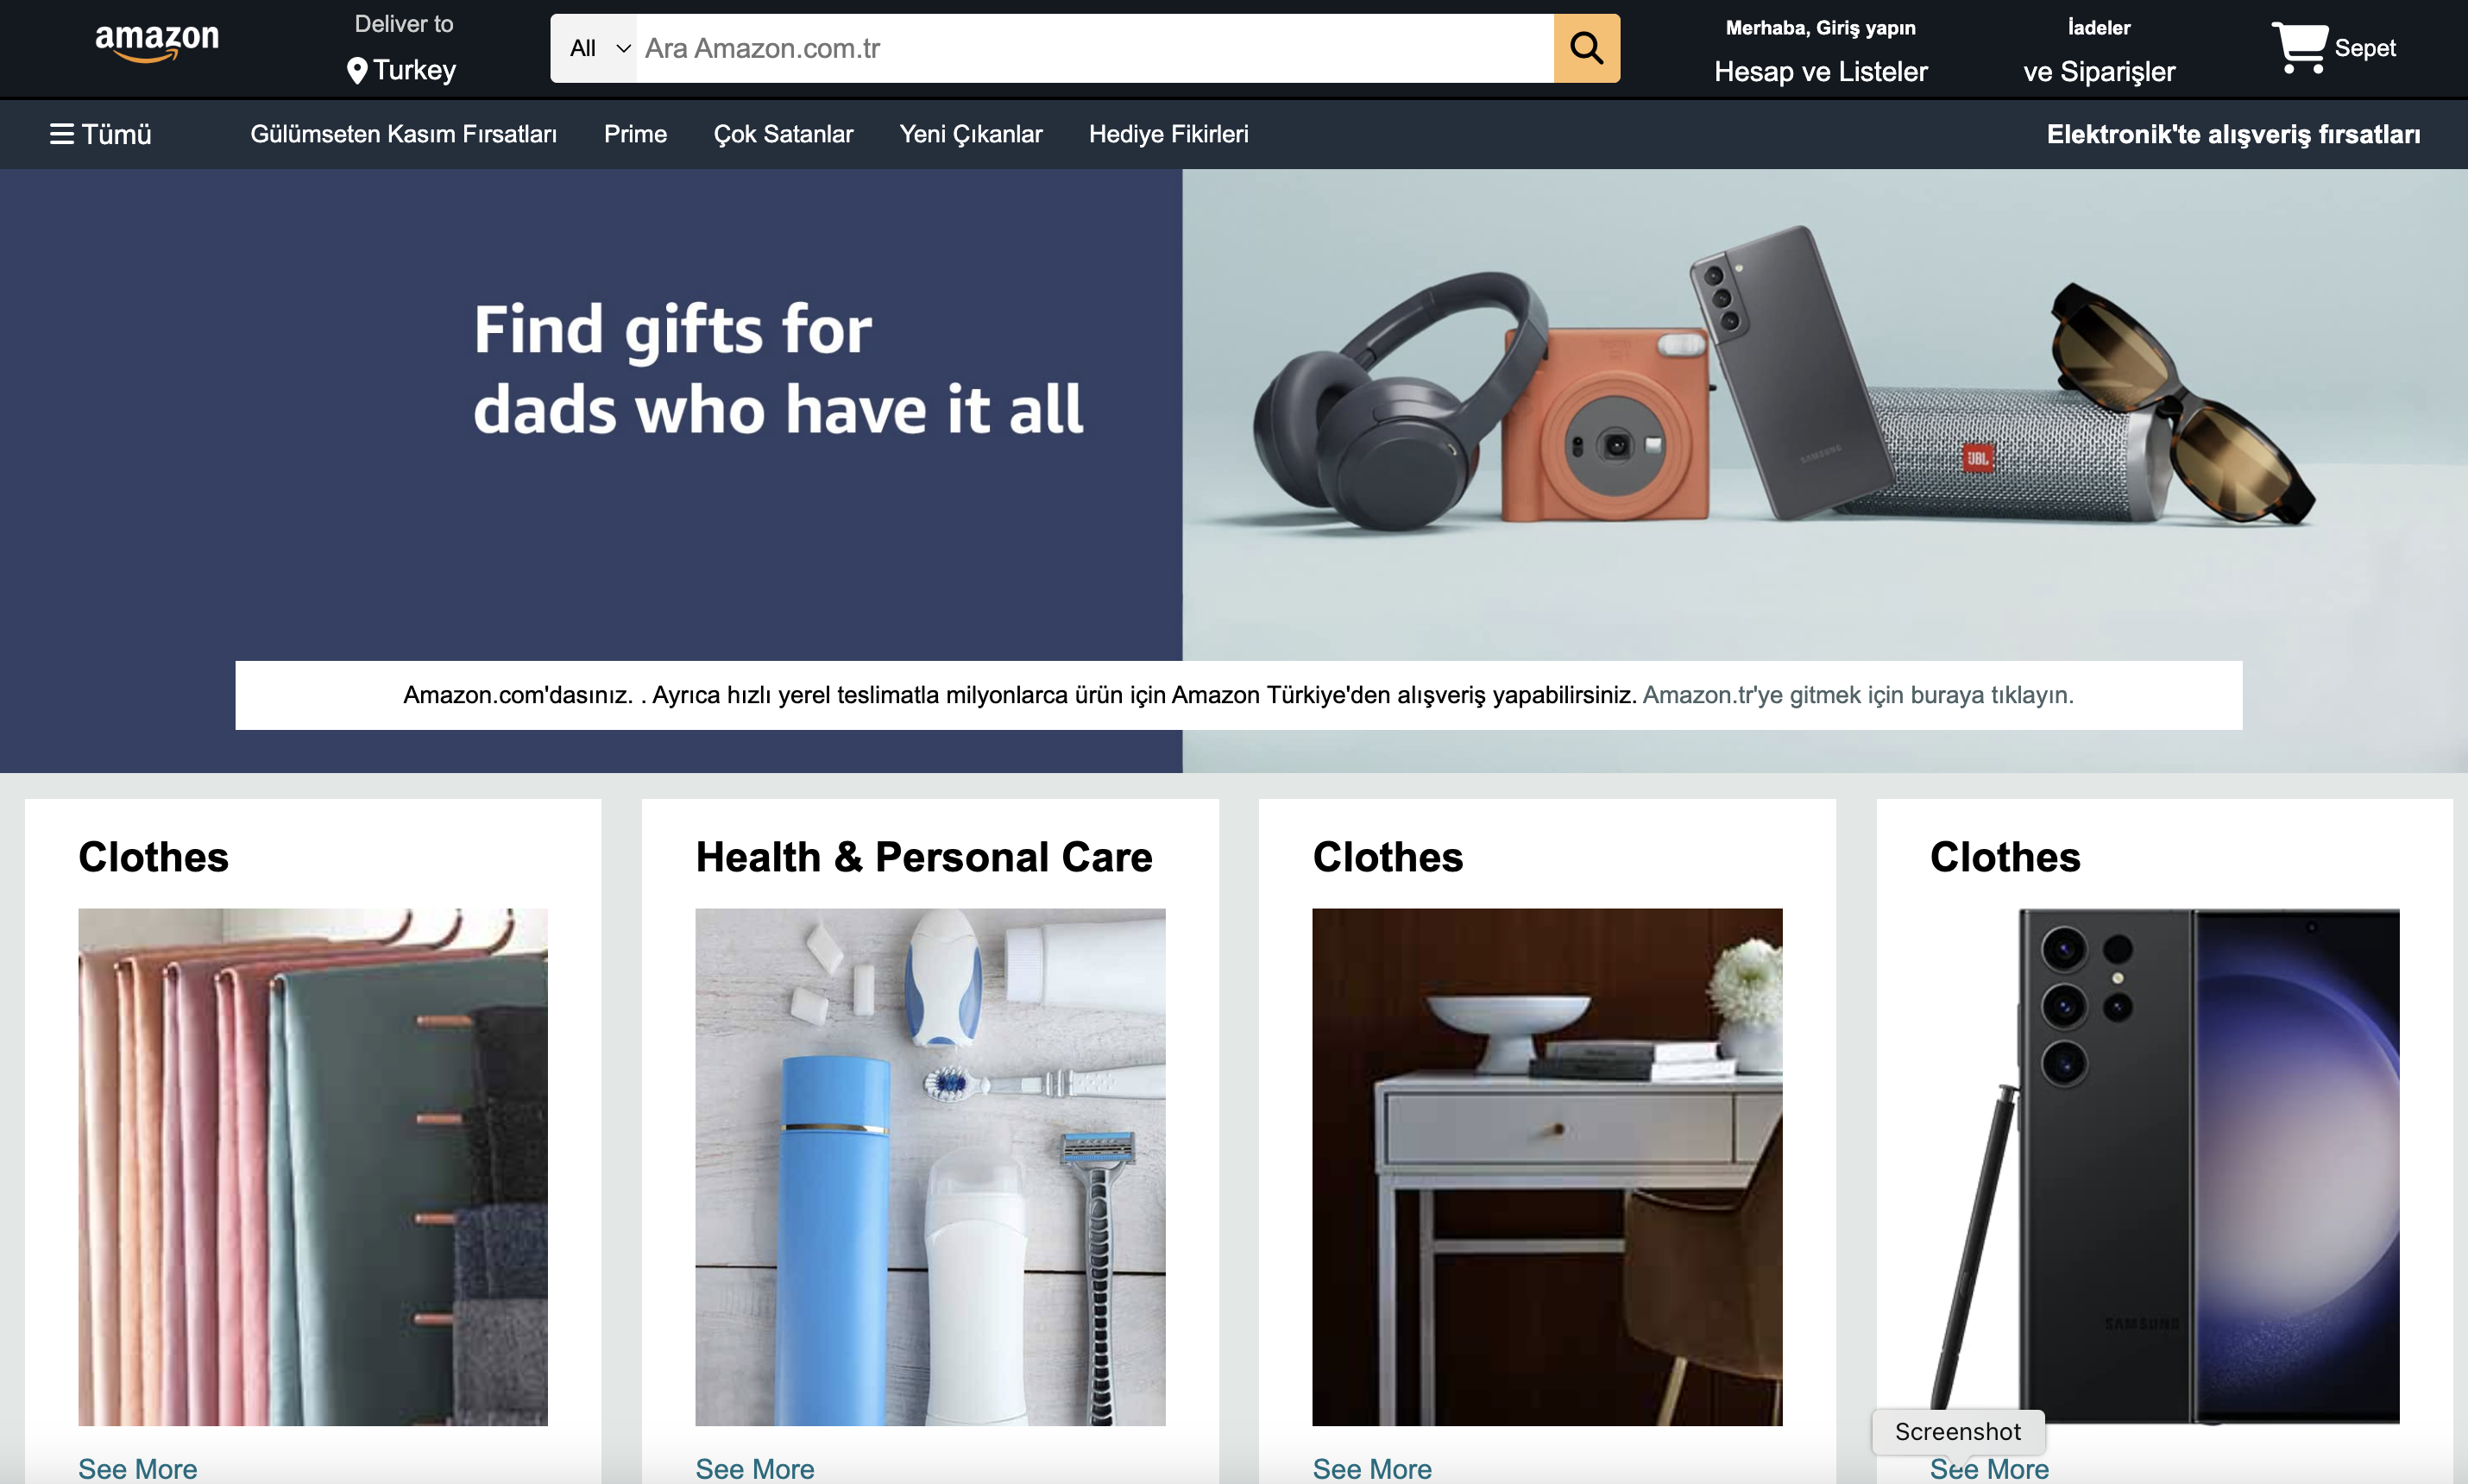 amazon
Deliver to
Turkey
All
Ara Amazon.com.tr
Merhaba, Giriş yapın
Hesap ve Listeler
İadeler
ve Siparişler
Sepet
Tümü
Gülümseten Kasım Fırsatları
Prime
Çok Satanlar
Yeni Çıkanlar
Hediye Fikirleri
Elektronik'te alışveriş fırsatları
Find gifts for
dads who have it all
SAMSUNG
JBL
Amazon.com'dasınız. . Ayrıca hızlı yerel teslimatla milyonlarca ürün için Amazon Türkiye'den alışveriş yapabilirsiniz. Amazon.tr'ye gitmek için buraya tıklayın.
Clothes
Health & Personal Care
Clothes
Clothes
SAMSUNG
Screenshot
See More
See More
See More
See More